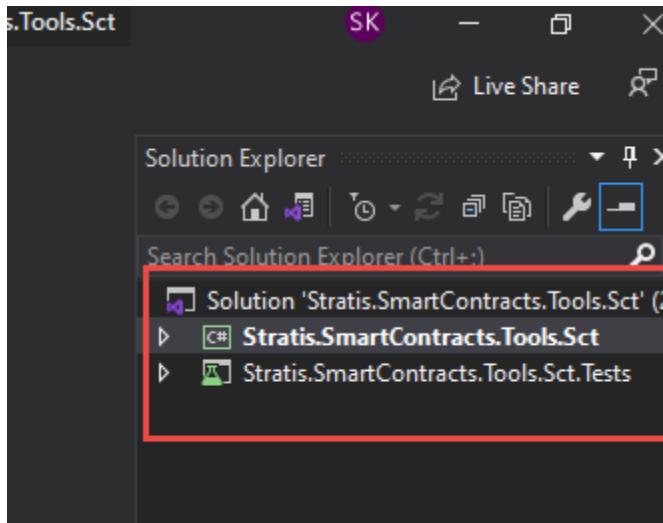 s.Tools.Sct
SK
Live Share
Solution Explorer
Search Solution Explorer (Ctrl+;)
Solution 'Stratis.SmartContracts.Tools.Sct' (2
C# Stratis.SmartContracts.Tools.Sct
Stratis.SmartContracts.Tools.Sct.Tests